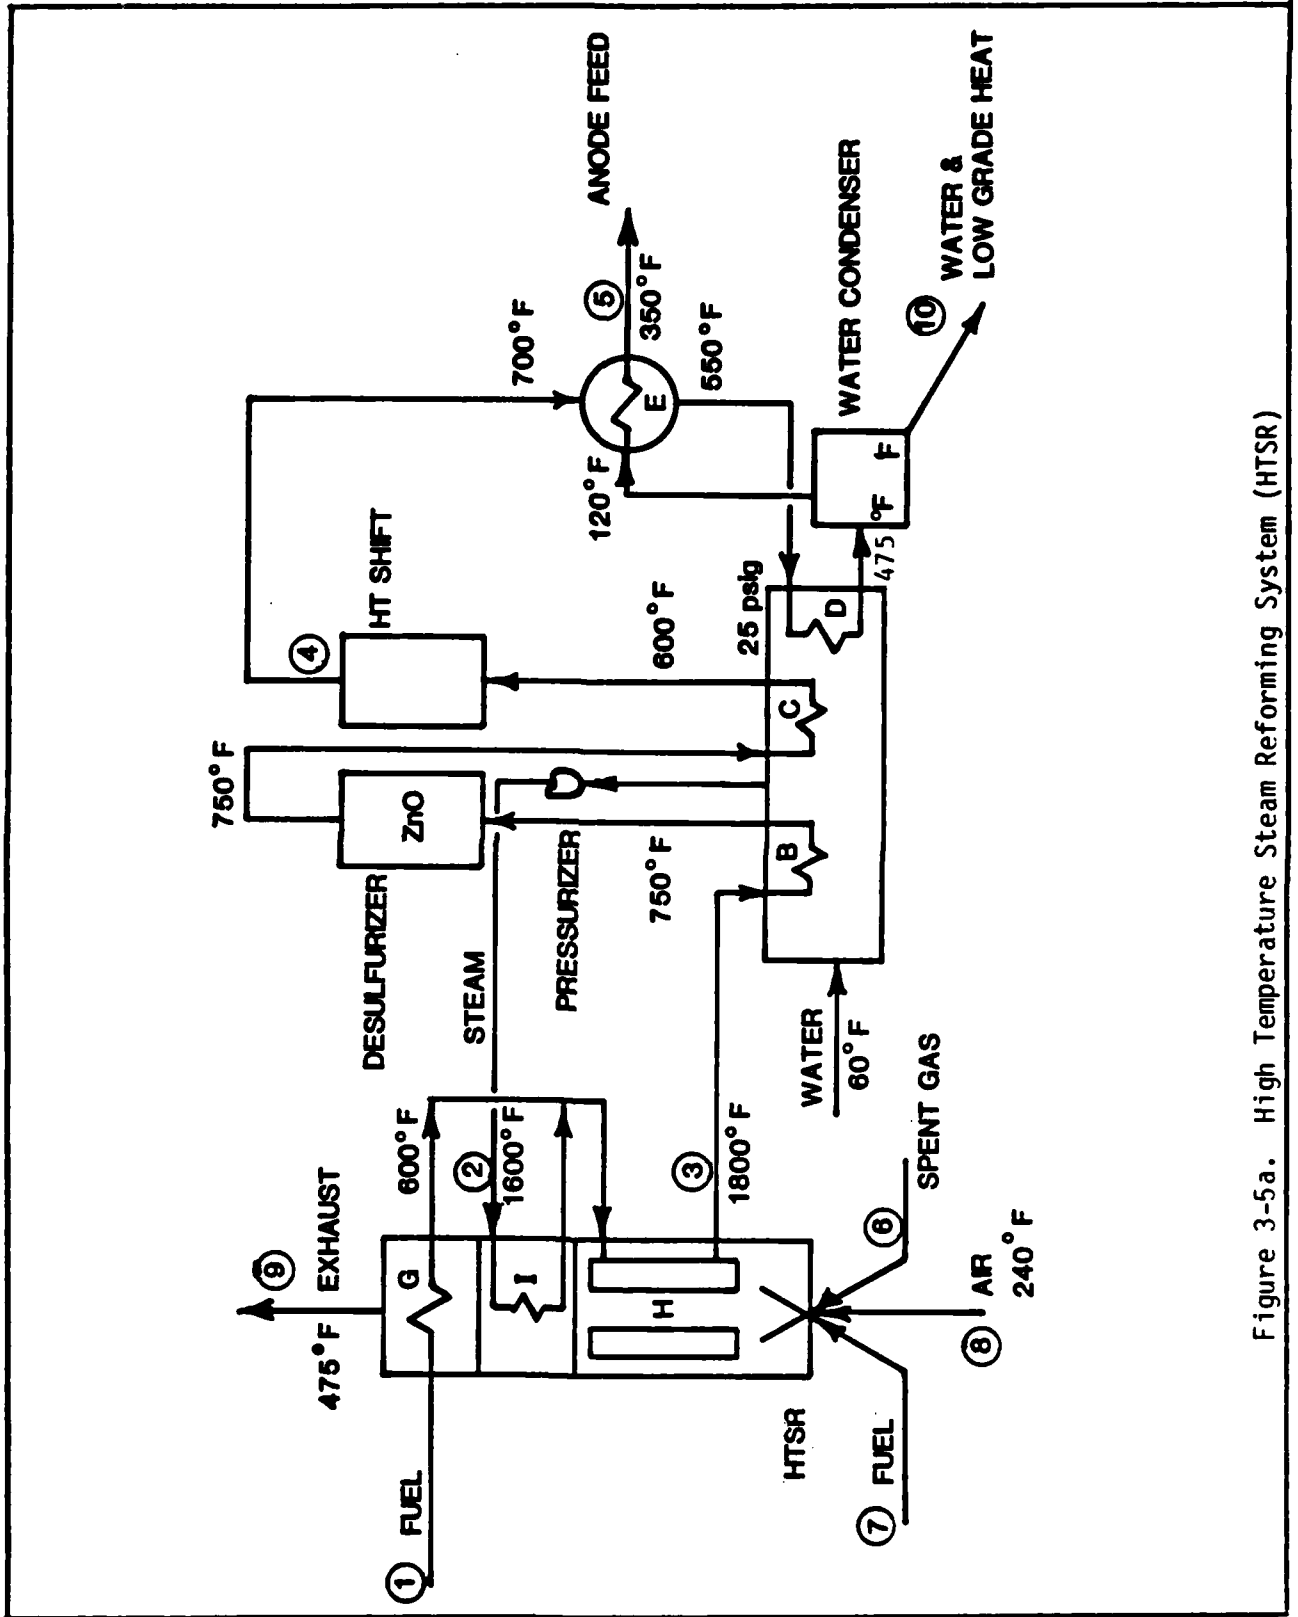 ① FUEL
475°F EXHAUST
⑨
G
600°F
②
1600°F
I
H
HTSR
⑦ FUEL
⑧ AIR
240°F
⑥
SPENT GAS
③
1800°F
STEAM
DESULFURIZER
ZnO
750°F
PRESSURIZER
750°F
WATER
60°F
B
C
D
25 psig
600°F
④
HT SHIFT
700°F
120°F
E
⑤
350°F
550°F
ANODE FEED
475
°F
WATER CONDENSER
⑩
WATER &
LOW GRADE HEAT
Figure 3-5a. High Temperature Steam Reforming System (HTSR)